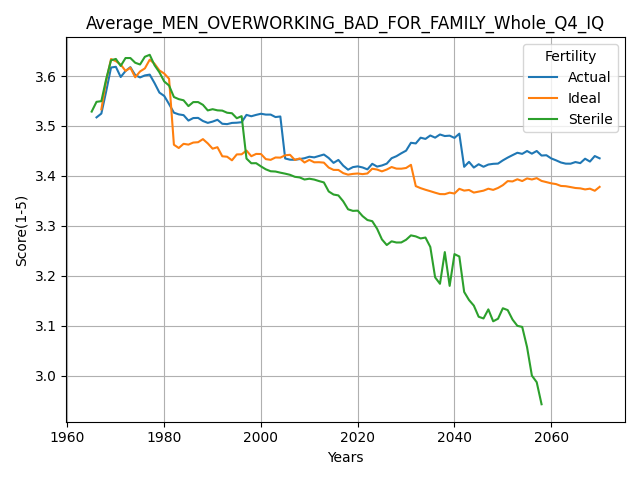 Average_MEN_OVERWORKING_BAD_FOR_FAMILY_Whole_Q4_IQ
Fertility
Actual
Ideal
Sterile
Score(1-5)
3.6
3.5
3.4
3.3
3.2
3.1
3.0
1960 1980 2000 2020 2040 2060
Years